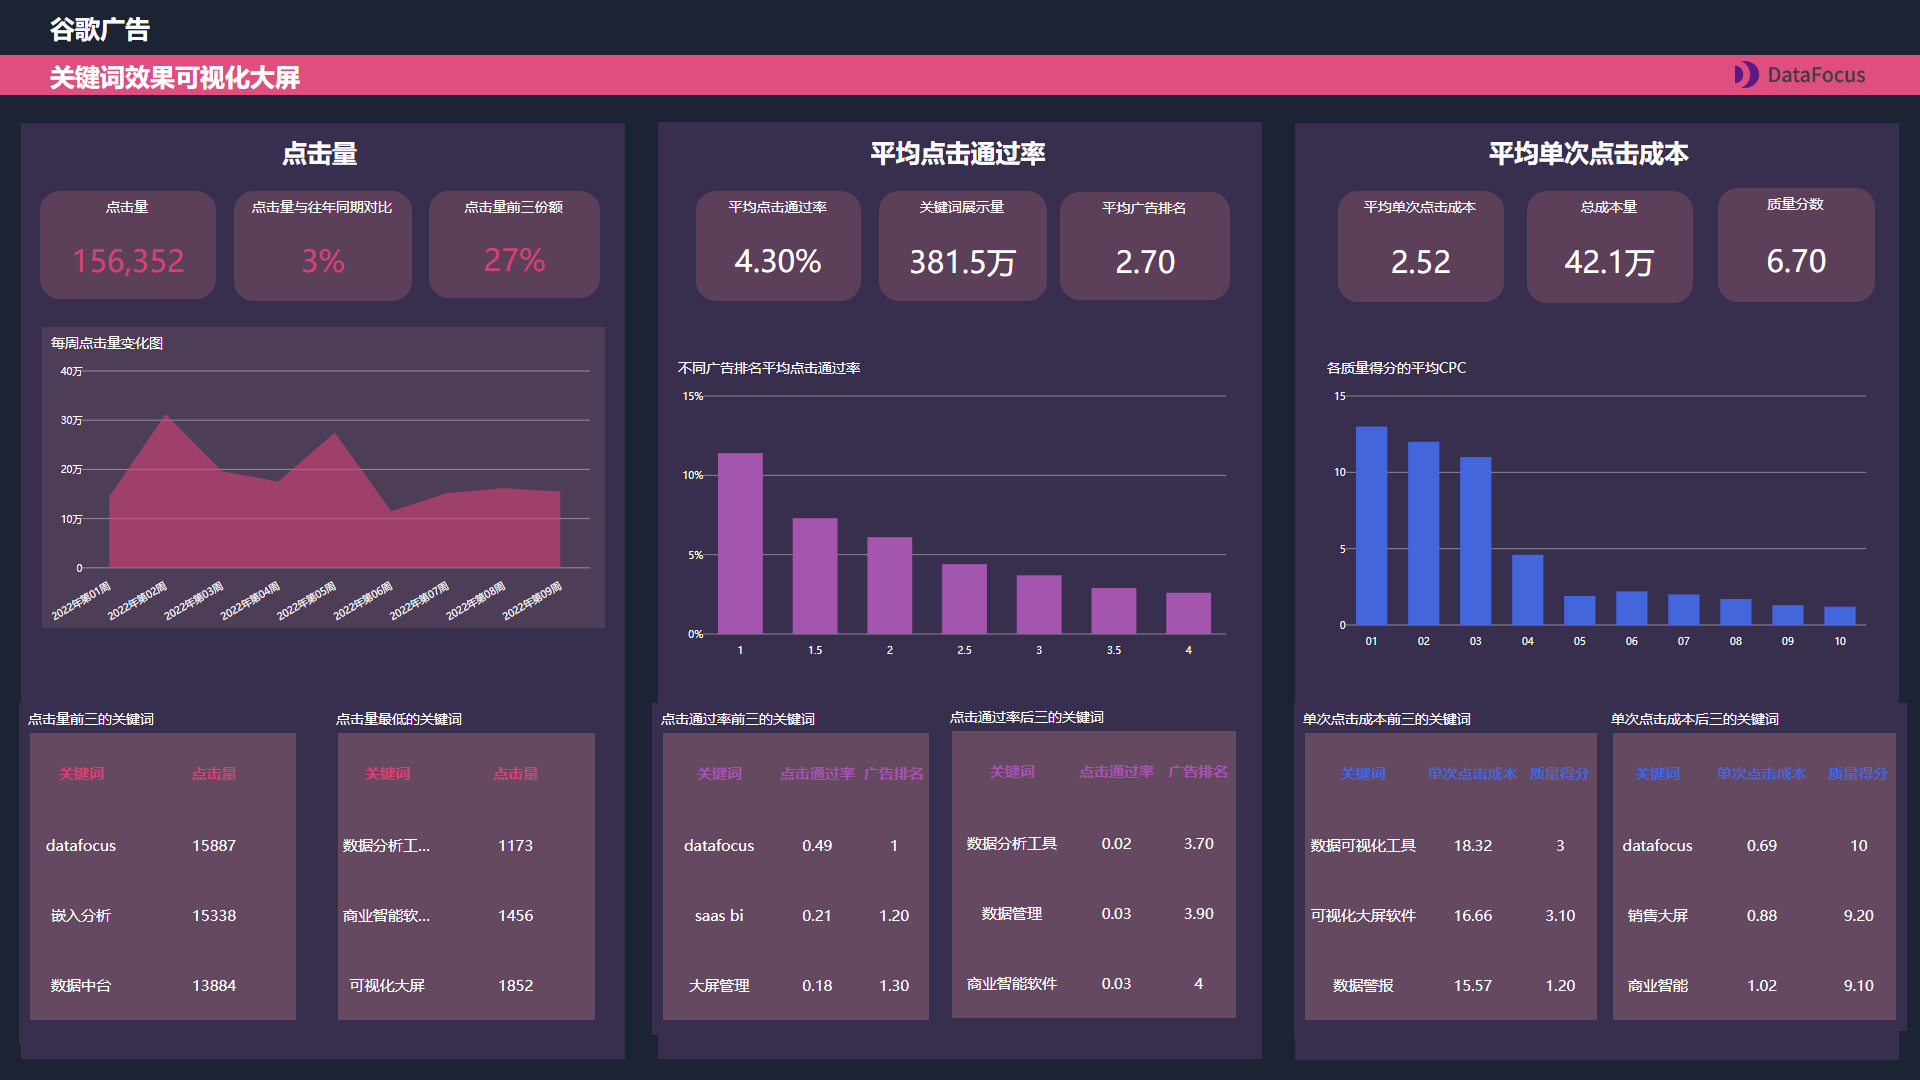 谷歌广告
关键词效果可视化大屏
DataFocus
点击量
点击量
156,352
点击量与往年同期对比
3%
点击量前三份额
27%
每周点击量变化图
40万
30万
20万
10万
0
2022年第01周
2022年第02周
2022年第03周
2022年第04周
2022年第05周
2022年第06周
2022年第07周
2022年第08周
2022年第09周
点击量前三的关键词
关键词 点击量
datafocus 15887
嵌入分析 15338
数据中台 13884
点击量最低的关键词
关键词 点击量
数据分析工... 1173
商业智能软... 1456
可视化大屏 1852
平均点击通过率
平均点击通过率
4.30%
关键词展示量
381.5万
平均广告排名
2.70
不同广告排名平均点击通过率
15%
10%
5%
0%
1 1.5 2 2.5 3 3.5 4
点击通过率前三的关键词
关键词 点击通过率 广告排名
datafocus 0.49 1
saas bi 0.21 1.20
大屏管理 0.18 1.30
点击通过率后三的关键词
关键词 点击通过率 广告排名
数据分析工具 0.02 3.70
数据管理 0.03 3.90
商业智能软件 0.03 4
平均单次点击成本
平均单次点击成本
2.52
总成本量
42.1万
质量分数
6.70
各质量得分的平均CPC
15
10
5
0
01 02 03 04 05 06 07 08 09 10
单次点击成本前三的关键词
关键词 单次点击成本 质量得分
数据可视化工具 18.32 3
可视化大屏软件 16.66 3.10
数据警报 15.57 1.20
单次点击成本后三的关键词
关键词 单次点击成本 质量得分
datafocus 0.69 10
销售大屏 0.88 9.20
商业智能 1.02 9.10